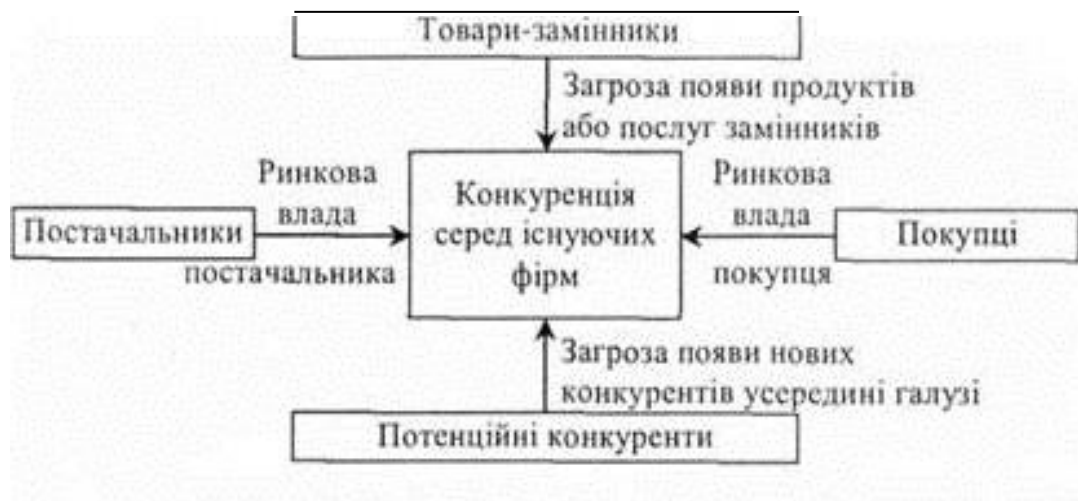 Товари-замінники
Загроза появи продуктів
або послуг замінників
Ринкова
влада
постачальника
Постачальники
Конкуренція
серед існуючих
фірм
Ринкова
влада
покупця
Покупці
Загроза появи нових
конкурентів усередині галузі
Потенційні конкуренти